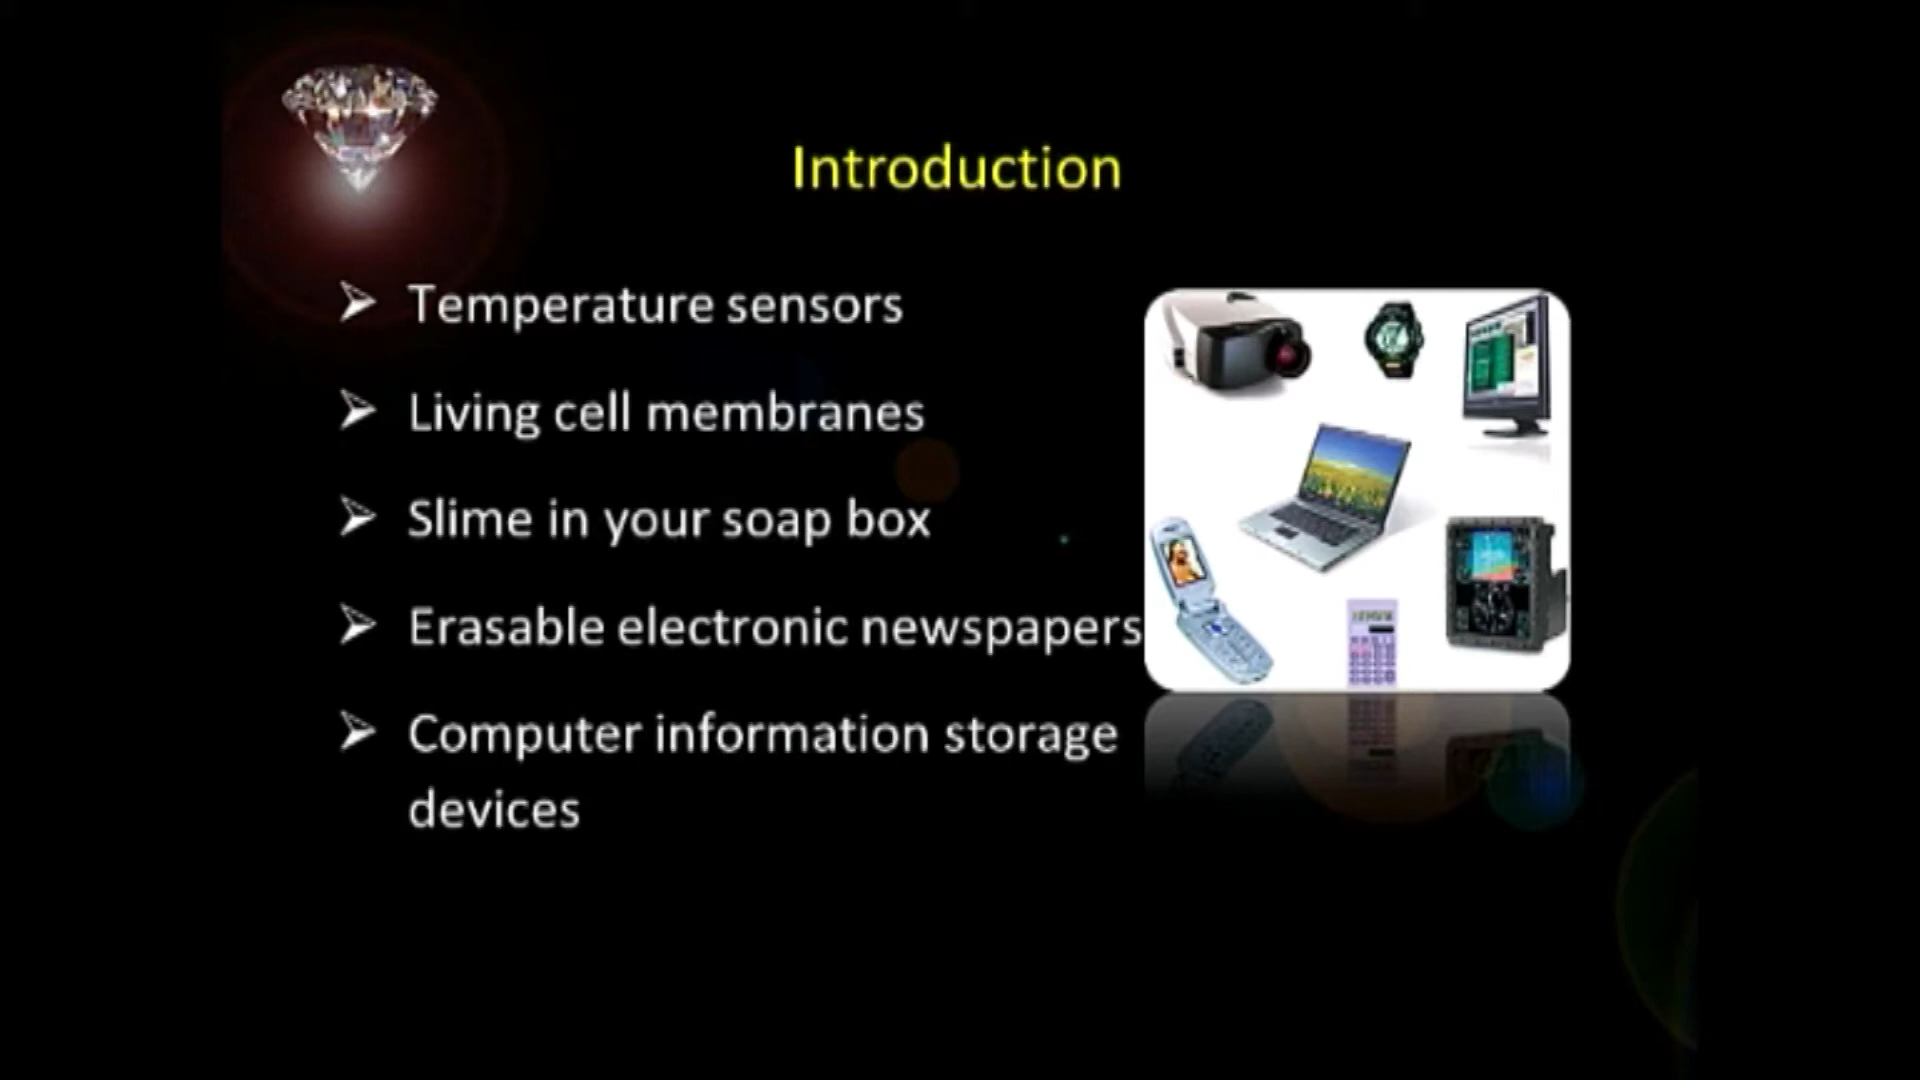 Introduction
Temperature sensors
Living cell membranes
Slime in your soap box
Erasable electronic newspapers
Computer information storage
devices